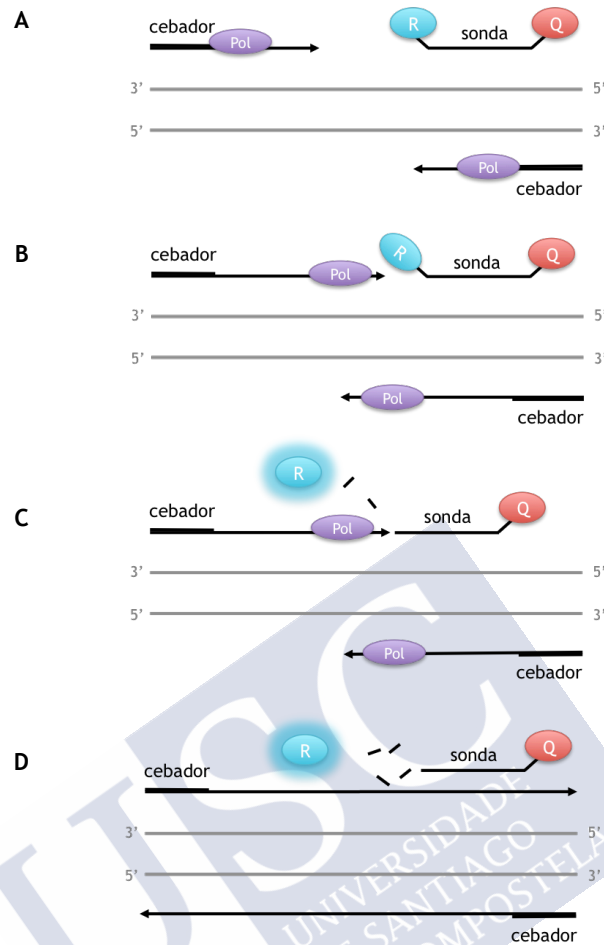 A
cebador
Pol
R
sonda
Q
3'
5'
5'
3'
Pol
cebador
B
cebador
Pol
R
sonda
Q
3'
5'
5'
3'
Pol
cebador
R
C
cebador
Pol
sonda
Q
3'
5'
5'
3'
Pol
cebador
D
R
cebador
sonda
Q
3'
5'
5'
3'
cebador
USC
UNIVERSIDADE
DE SANTIAGO
COMPOSTELA